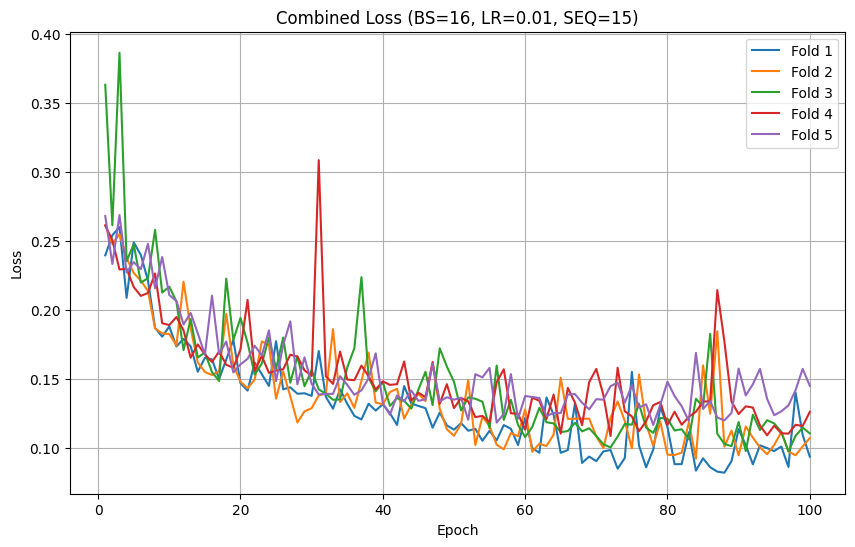 Combined Loss (BS=16, LR=0.01, SEQ=15)
0.40
0.35
0.30
0.25
0.20
0.15
0.10
Loss
0
20
40
60
80
100
Epoch
Fold 1
Fold 2
Fold 3
Fold 4
Fold 5